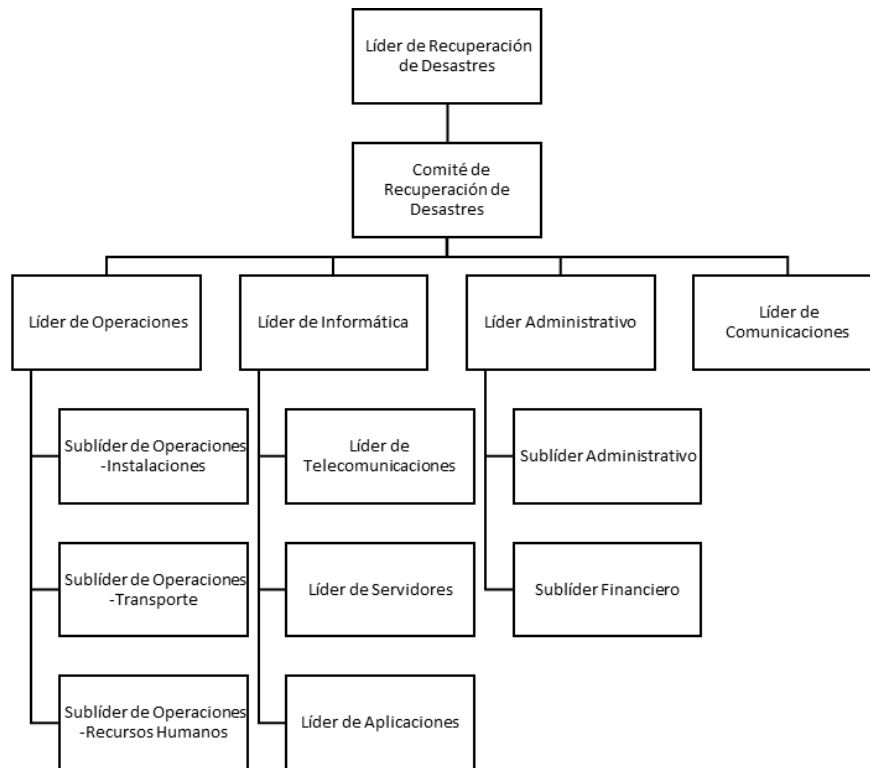 Líder de Recuperación
de Desastres
Comité de
Recuperación de
Desastres
Líder de Operaciones
Líder de Informática
Líder Administrativo
Líder de
Comunicaciones
Sublíder de Operaciones
-Instalaciones
Líder de
Telecomunicaciones
Sublíder Administrativo
Sublíder de Operaciones
-Transporte
Líder de Servidores
Sublíder Financiero
Sublíder de Operaciones
-Recursos Humanos
Líder de Aplicaciones